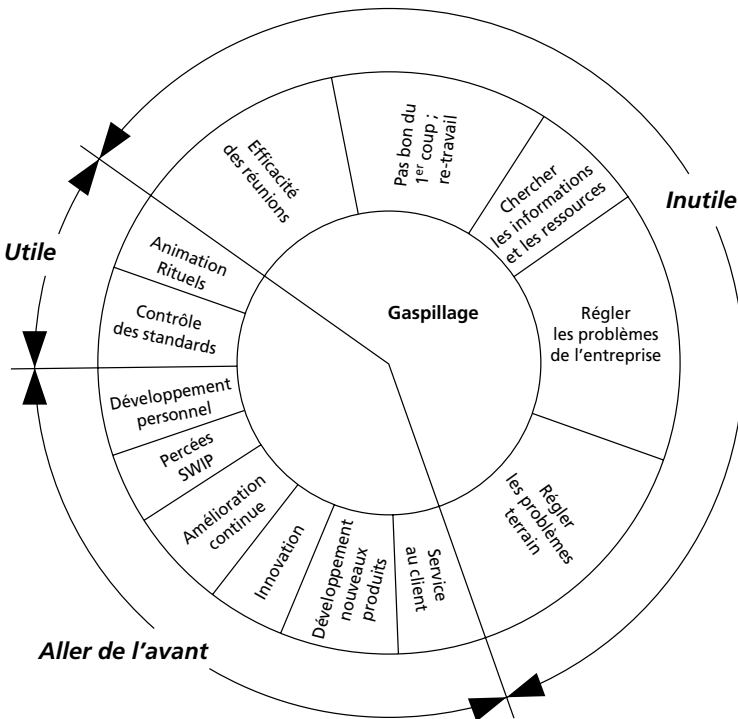 Efficacité
des réunions
Pas bon du
1er coup ;
re-travail
Chercher
les informations
et les ressources
Inutile
Utile
Animation
Rituels
Gaspillage
Régler
les problèmes
de l'entreprise
Contrôle
des standards
Développement
personnel
Percées
SWIP
Amélioration
continue
Innovation
Développement
nouveaux
produits
Service
au client
Régler
les problèmes
terrain
Aller de l'avant